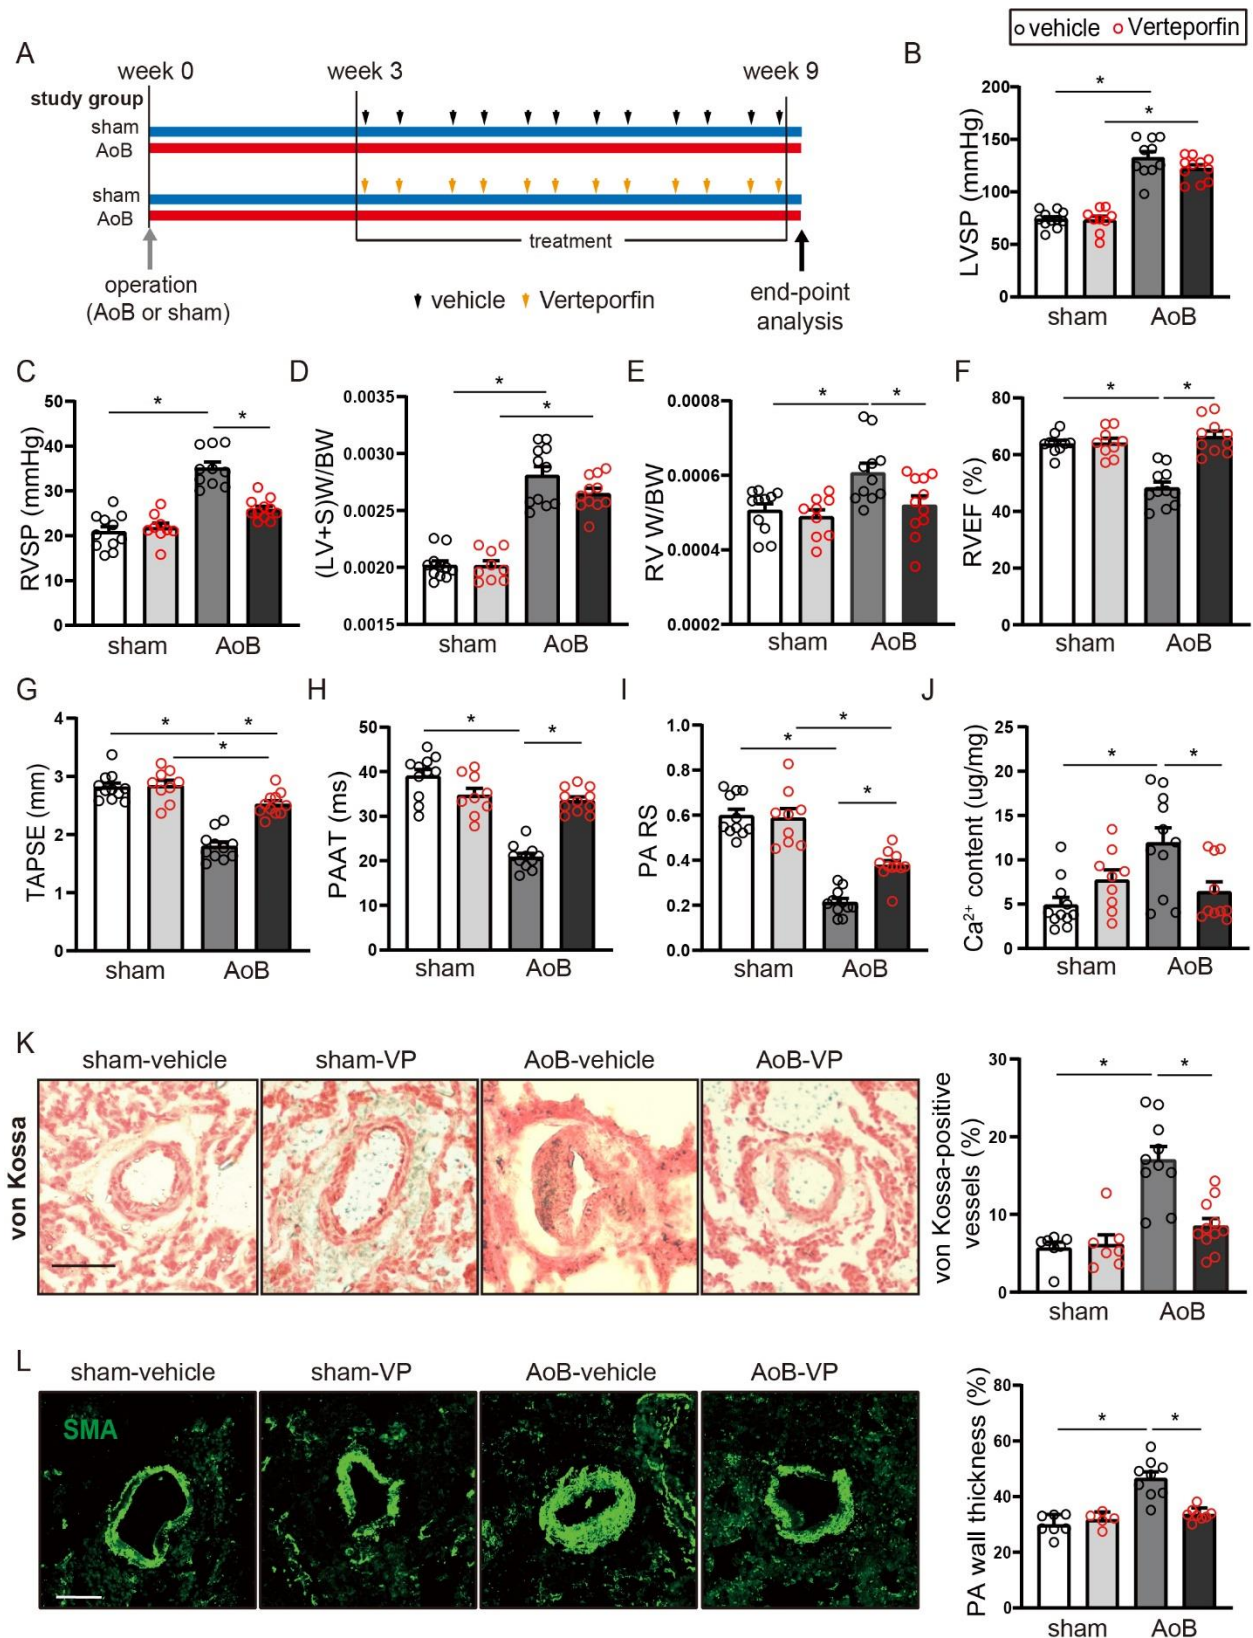 vehicle Verteporfin
A
week 0 week 3 week 9
study group
sham
AoB
sham
AoB
treatment
operation
(AoB or sham)
vehicle Verteporfin
end-point
analysis
B
*
*
LVSP (mmHg)
200
150
100
50
0
sham AoB
C
*
*
RVSP (mmHg)
50
40
30
20
10
0
sham AoB
D
*
*
(LV+S)W/BW
0.0035
0.0030
0.0025
0.0020
0.0015
sham AoB
E
*
*
RV W/BW
0.0008
0.0006
0.0004
0.0002
sham AoB
F
*
*
RVEF (%)
80
60
40
20
0
sham AoB
G
*
*
*
TAPSE (mm)
4
3
2
1
0
sham AoB
H
*
*
PAAT (ms)
50
40
30
20
10
0
sham AoB
I
*
*
*
PA RS
1.0
0.8
0.6
0.4
0.2
0.0
sham AoB
J
*
*
Ca²⁺ content (ug/mg)
25
20
15
10
5
0
sham AoB
K
sham-vehicle sham-VP AoB-vehicle AoB-VP
von Kossa
*
*
von Kossa-positive
vessels (%)
30
20
10
0
sham AoB
L
sham-vehicle sham-VP AoB-vehicle AoB-VP
SMA
*
*
PA wall thickness (%)
80
60
40
20
0
sham AoB